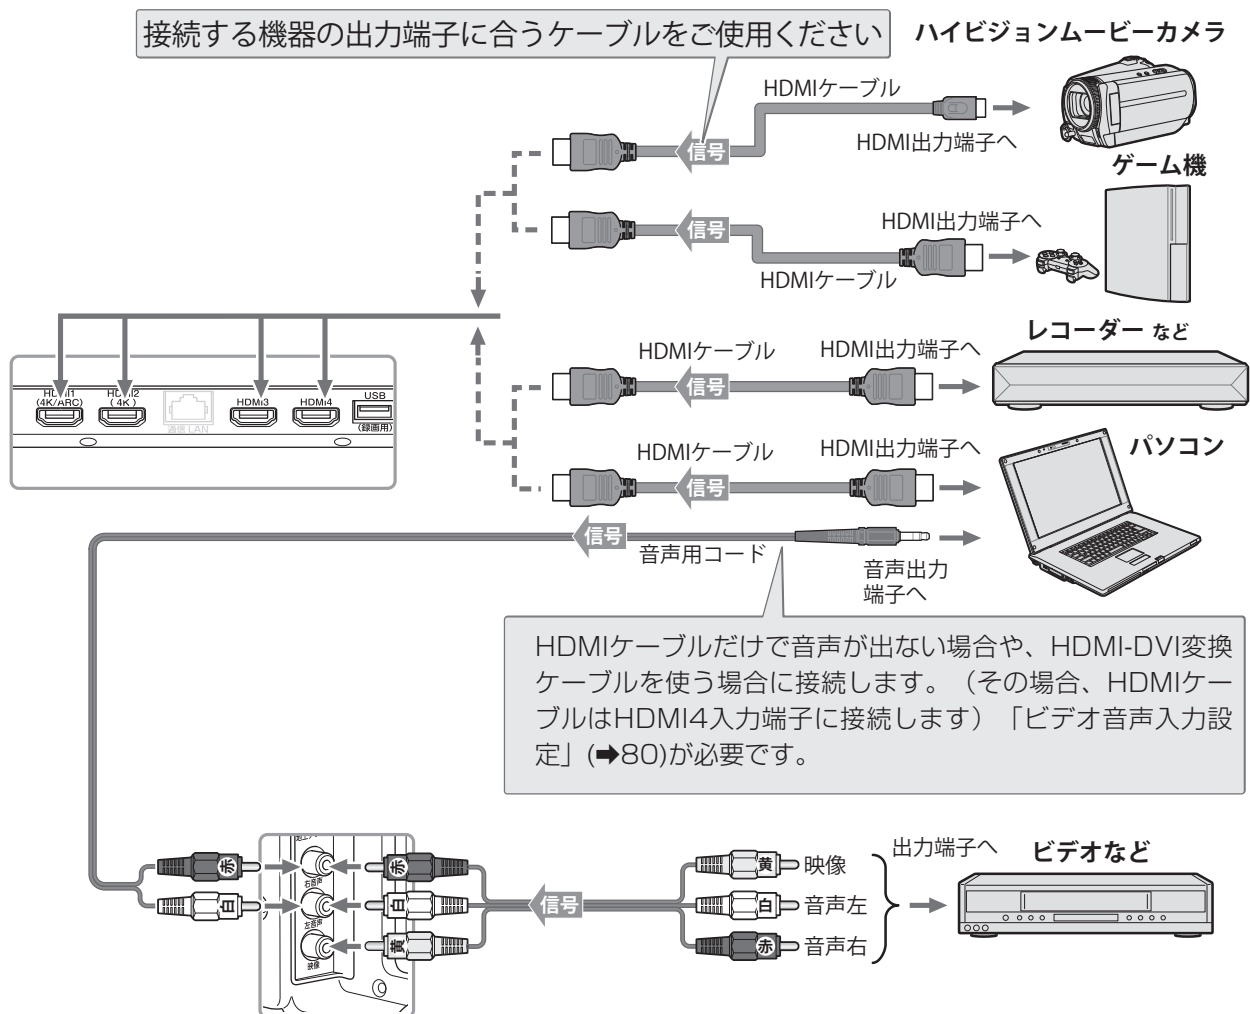 接続する機器の出力端子に合うケーブルをご使用ください
ハイビジョンムービーカメラ
HDMIケーブル
信号
HDMI出力端子へ
ゲーム機
信号
HDMI出力端子へ
HDMIケーブル
レコーダー など
HDMIケーブル
HDMI出力端子へ
信号
HDMI1
(4K/ARC)
HDMI2
(4K)
通信 LAN
HDMI3
HDMI4
USB
(録画用)
パソコン
HDMIケーブル
HDMI出力端子へ
信号
信号
音声用コード
音声出力
端子へ
HDMIケーブルだけで音声が出ない場合や、HDMI-DVI変換
ケーブルを使う場合に接続します。（その場合、HDMIケー
ブルはHDMI4入力端子に接続します）「ビデオ音声入力設
定」(➡80)が必要です。
赤
白
右音声
左音声
映像
赤
白
黄
信号
黄
映像
白
音声左
赤
音声右
出力端子へ
ビデオなど